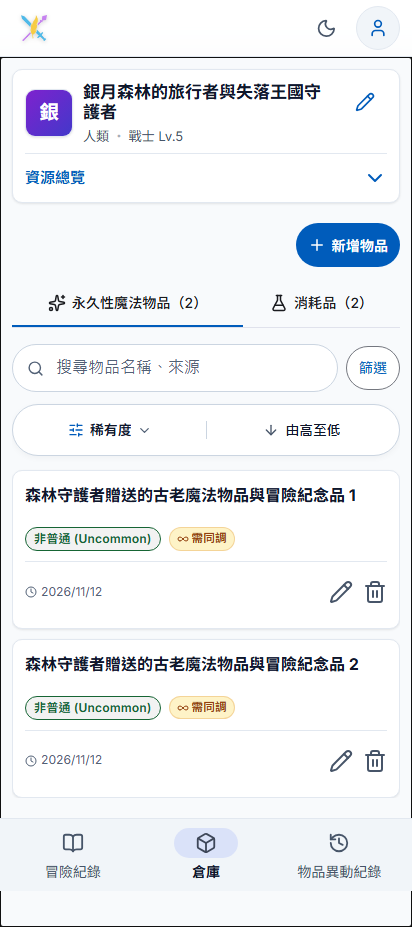 銀
銀月森林的旅行者與失落王國守
護者
人類 • 戰士 Lv.5
資源總覽
新增物品
永久性魔法物品（2）
消耗品（2）
搜尋物品名稱、來源
篩選
稀有度
由高至低
森林守護者贈送的古老魔法物品與冒險紀念品 1
非普通 (Uncommon)
需同調
2026/11/12
森林守護者贈送的古老魔法物品與冒險紀念品 2
非普通 (Uncommon)
需同調
2026/11/12
冒險紀錄
倉庫
物品異動紀錄